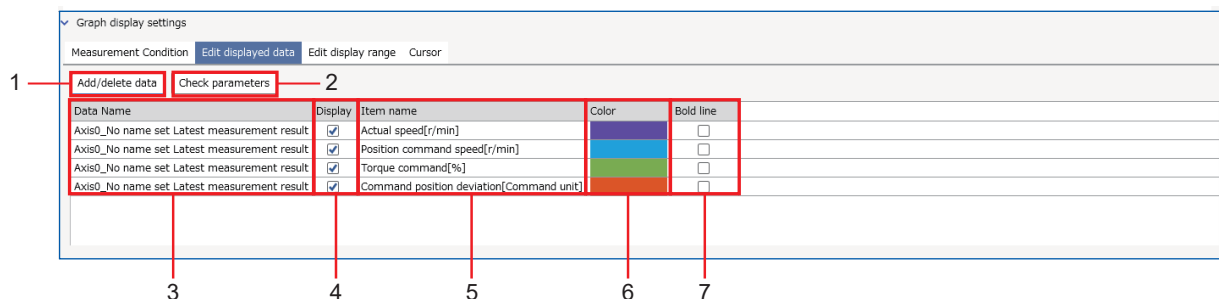 Graph display settings
Measurement Condition Edit displayed data Edit display range Cursor
1 Add/delete data Check parameters 2
Data Name Display Item name Color Bold line
Axis0_No name set Latest measurement result Actual speed[r/min]
Axis0_No name set Latest measurement result Position command speed[r/min]
Axis0_No name set Latest measurement result Torque command[%]
Axis0_No name set Latest measurement result Command position deviation[Command unit]
3 4 5 6 7